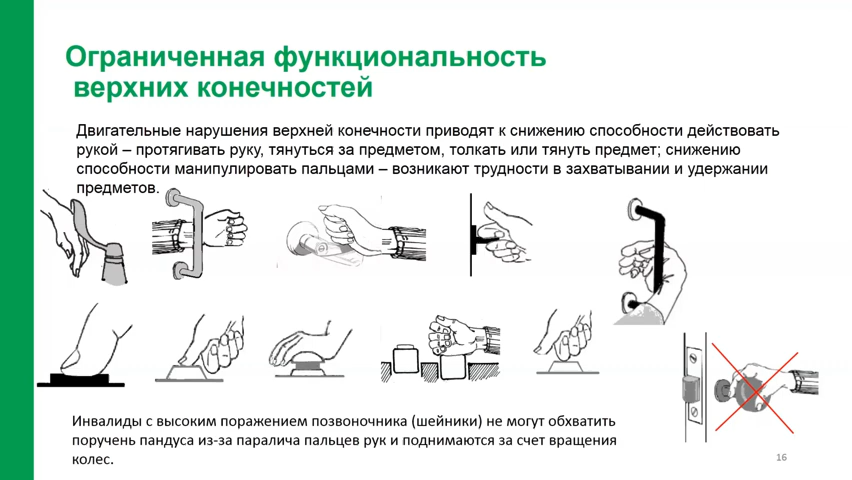 Ограниченная функциональность
верхних конечностей
Двигательные нарушения верхней конечности приводят к снижению способности действовать
рукой – протягивать руку, тянуться за предметом, толкать или тянуть предмет; снижению
способности манипулировать пальцами – возникают трудности в захватывании и удержании
предметов.
Инвалиды с высоким поражением позвоночника (шейники) не могут обхватить
поручень пандуса из-за паралича пальцев рук и поднимаются за счет вращения
колес.
16